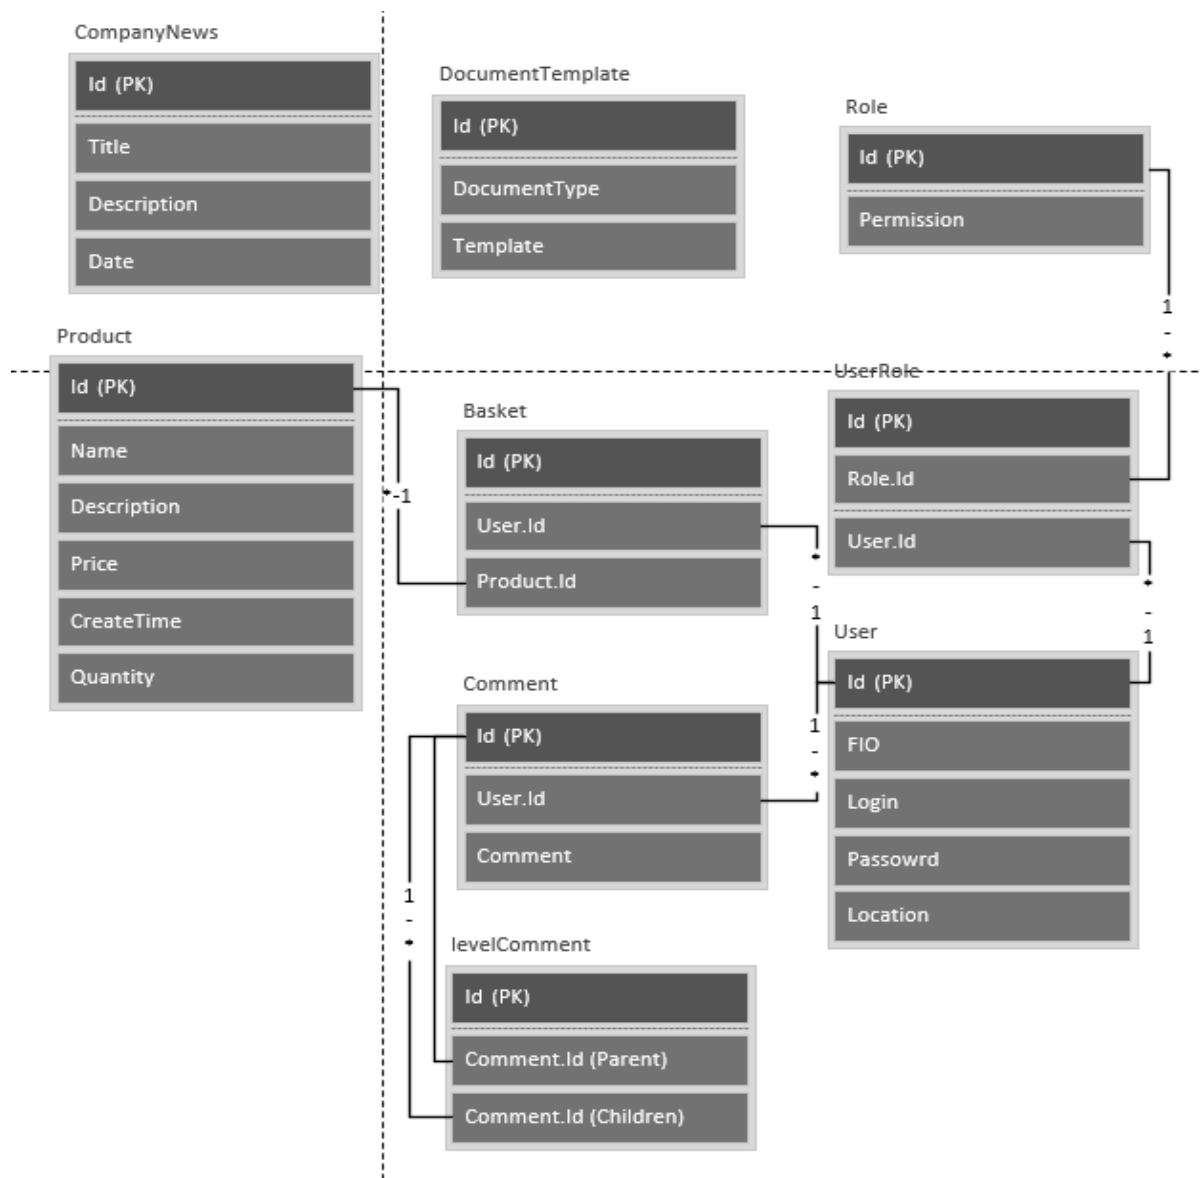 CompanyNews
Id (PK)
Title
Description
Date
DocumentTemplate
Id (PK)
DocumentType
Template
Role
Id (PK)
Permission
1
-
*
Product
Id (PK)
Name
Description
Price
CreateTime
Quantity
*-1
Basket
Id (PK)
User.Id
Product.Id
*
-
1
UserRole
Id (PK)
Role.Id
User.Id
*
-
1
Comment
Id (PK)
User.Id
Comment
1
-
*
User
Id (PK)
FIO
Login
Passowrd
Location
1
-
*
levelComment
Id (PK)
Comment.Id (Parent)
Comment.Id (Children)